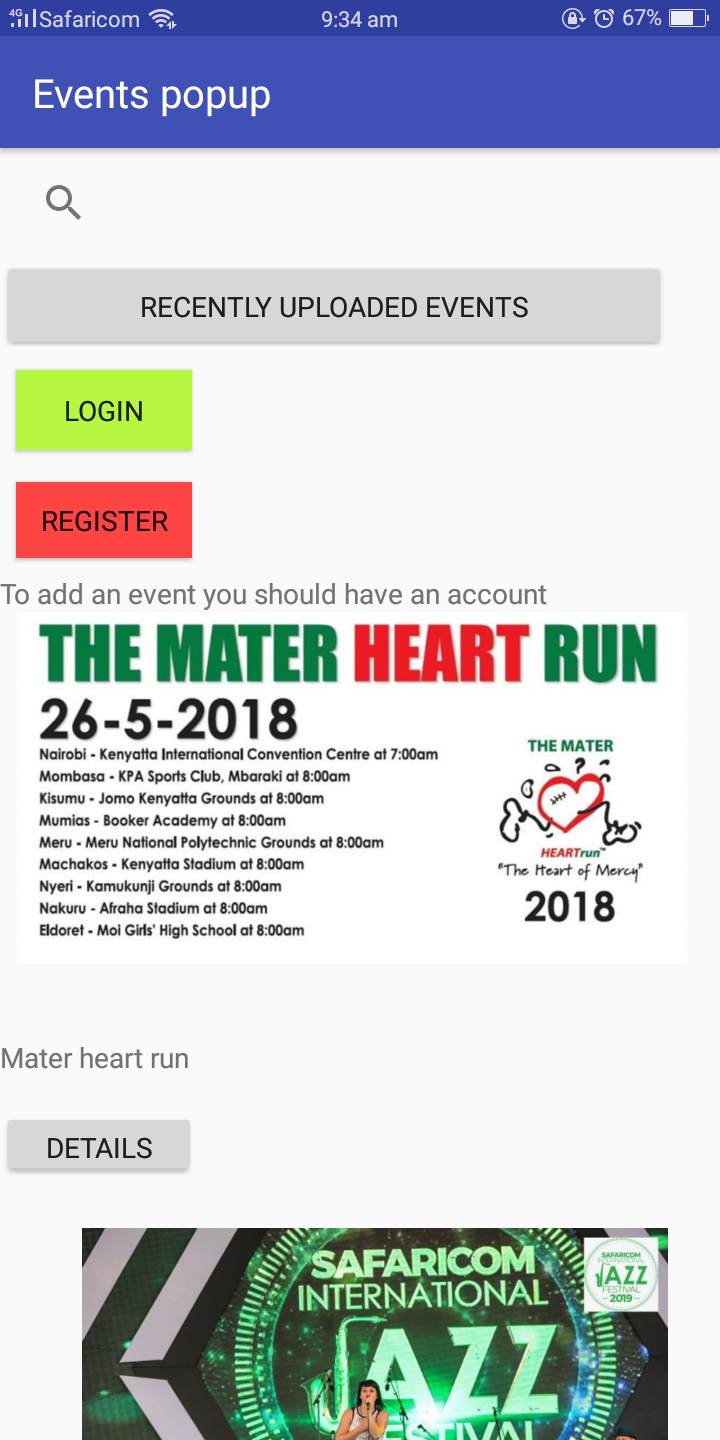 4G Safaricom 9:34 am 67%
Events popup
RECENTLY UPLOADED EVENTS
LOGIN
REGISTER
To add an event you should have an account
THE MATER HEART RUN
26-5-2018
Nairobi - Kenyatta International Convention Centre at 7:00am
Mombasa - KPA Sports Club, Mbaraki at 8:00am
Kisumu - Jomo Kenyatta Grounds at 8:00am
Mumias - Booker Academy at 8:00am
Meru - Meru National Polytechnic Grounds at 8:00am
Machakos - Kenyatta Stadium at 8:00am
Nyeri - Kamukunji Grounds at 8:00am
Nakuru - Afraha Stadium at 8:00am
Eldoret - Moi Girls' High School at 8:00am
THE MATER
HEARTrun™
"The Heart of Mercy"
2018
Mater heart run
DETAILS
SAFARICOM
INTERNATIONAL
JAZZ
FESTIVAL
SAFARICOM
INTERNATIONAL
JAZZ
FESTIVAL
-2019-